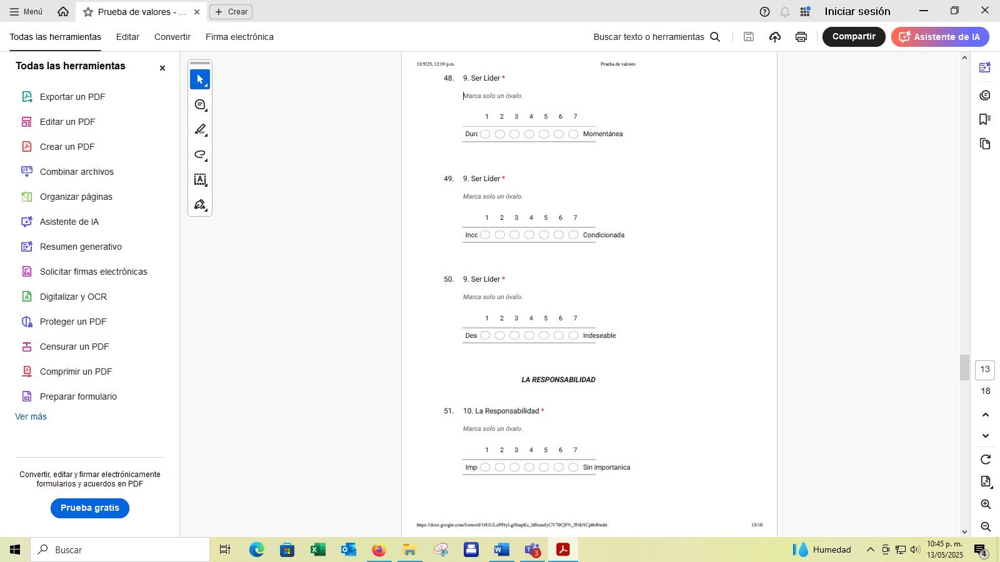 Menú
Prueba de valores - ...
Crear
Iniciar sesión
Todas las herramientas
Editar
Convertir
Firma electrónica
Buscar texto o herramientas
Compartir
Asistente de IA
Todas las herramientas
Exportar un PDF
Editar un PDF
Crear un PDF
Combinar archivos
Organizar páginas
Asistente de IA
Resumen generativo
Solicitar firmas electrónicas
Digitalizar y OCR
Proteger un PDF
Censurar un PDF
Comprimir un PDF
Preparar formulario
Ver más
Convertir, editar y firmar electrónicamente
formularios y acuerdos en PDF
Prueba gratis
13/5/25, 12:09 p.m.
Prueba de valores
48. 9. Ser Líder *
Marca solo un óvalo.
1 2 3 4 5 6 7
Dura Momentánea
49. 9. Ser Líder *
Marca solo un óvalo.
1 2 3 4 5 6 7
Inco Condicionada
50. 9. Ser Líder *
Marca solo un óvalo.
1 2 3 4 5 6 7
Dese Indeseable
LA RESPONSABILIDAD
51. 10. La Responsabilidad *
Marca solo un óvalo.
1 2 3 4 5 6 7
Imp Sin importanica
https://docs.google.com/forms/d/16GULzPFtyLgSbupKs_bBiuuifyCV7BQFN_5NkNCp8o8/edit
13/18
13
18
Buscar
3
Humedad
10:45 p. m.
13/05/2025
4